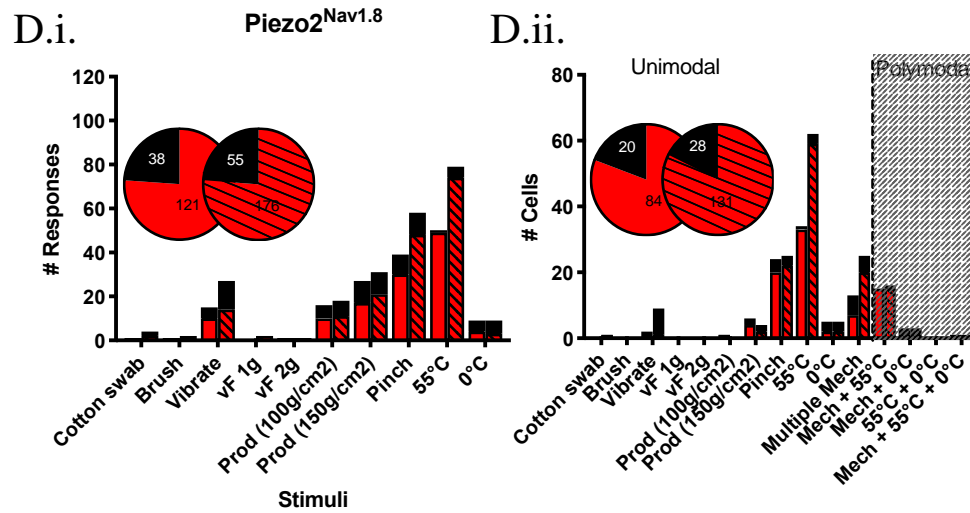 D.i.
Piezo2Nav1.8
# Responses
120
100
80
60
40
20
0
38
121
55
176
Cotton swab
Brush
Vibrate
vF 1g
vF 2g
Prod (100g/cm2)
Prod (150g/cm2)
Pinch
55°C
0°C
Stimuli
D.ii.
Unimodal
Polymodal
# Cells
80
60
40
20
0
20
84
28
131
Cotton swab
Brush
Vibrate
vF 1g
vF 2g
Prod (100g/cm2)
Prod (150g/cm2)
Pinch
55°C
0°C
Multiple Mech
Mech + 55°C
Mech + 0°C
55°C + 0°C
Mech + 55°C + 0°C